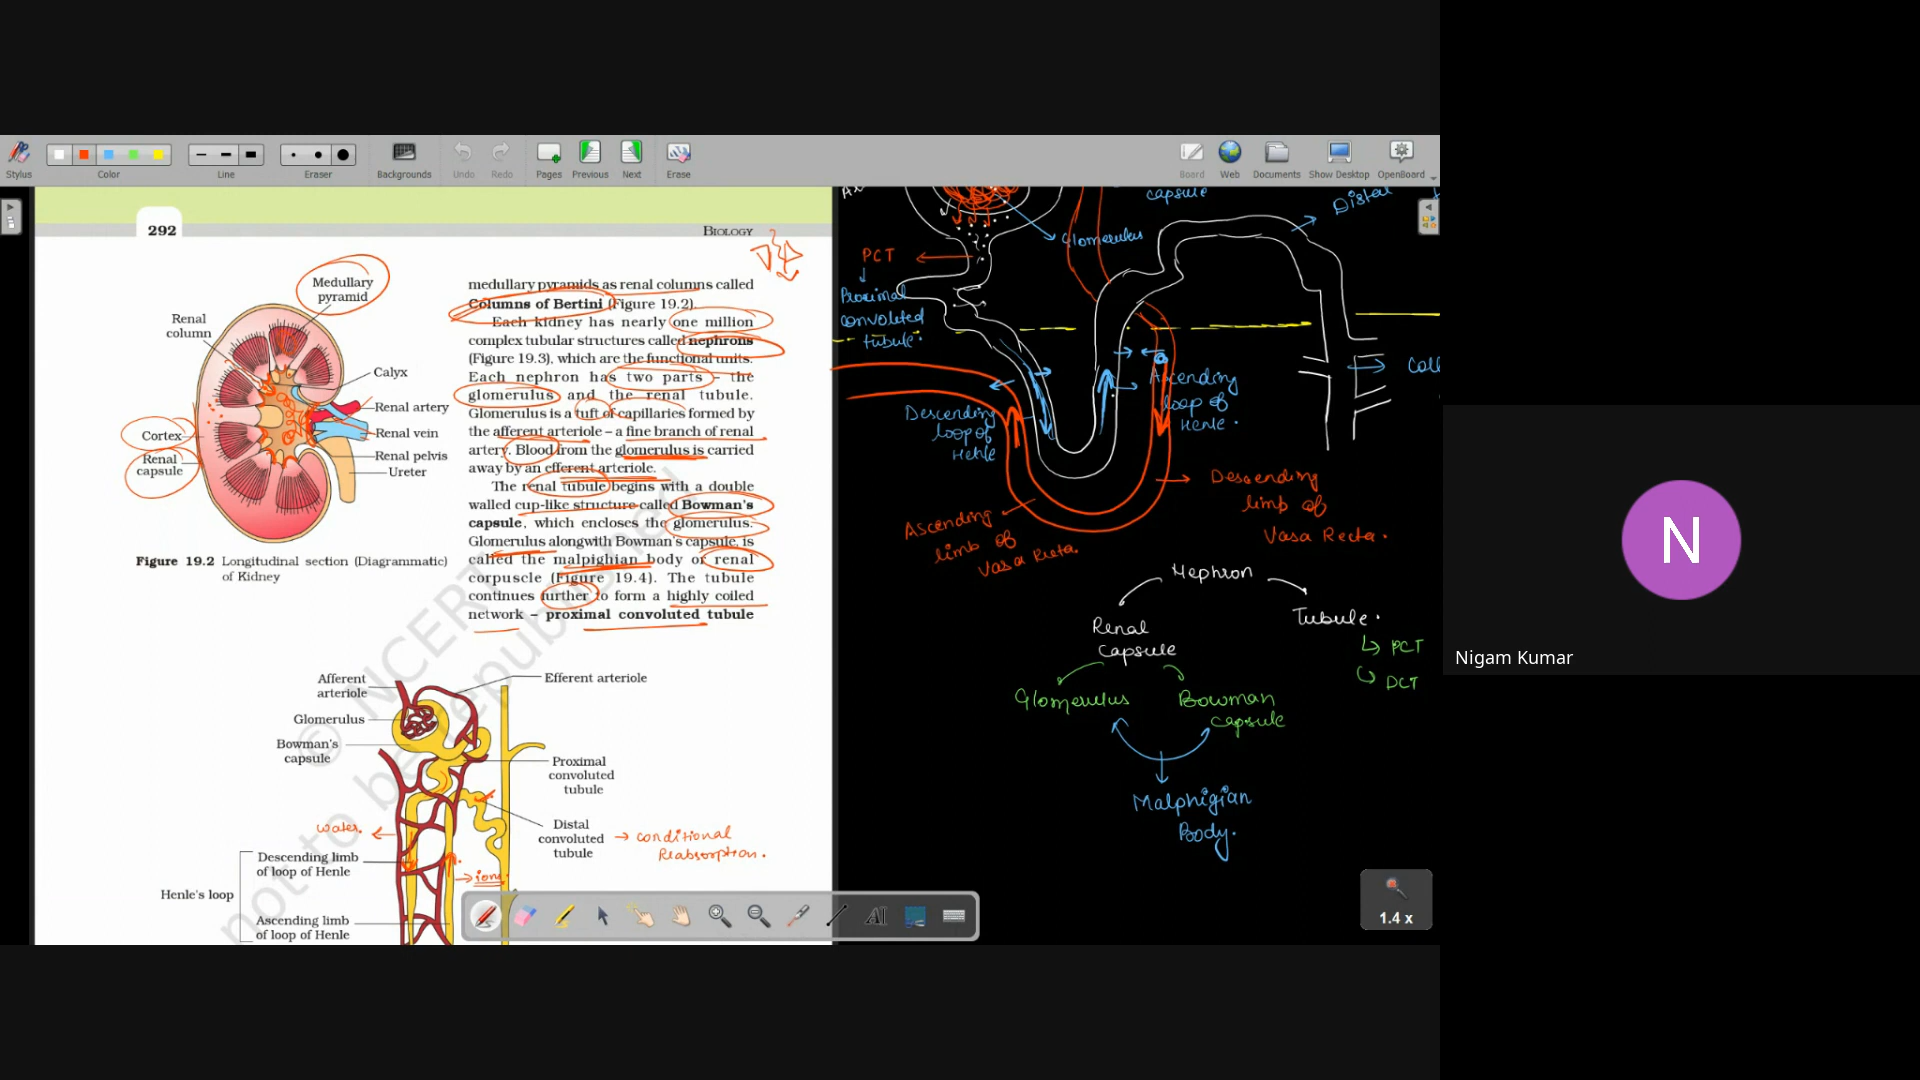 Stylus
Color
Line
Eraser
Backgrounds
Undo
Redo
Pages
Previous
Next
Erase
Board
Web
Documents
Show Desktop
OpenBoard
292
BIOLOGY
Medullary
pyramid
Renal
column
Calyx
Renal artery
Cortex
Renal vein
Renal
capsule
Renal pelvis
Ureter
Figure 19.2 Longitudinal section (Diagrammatic)
of Kidney
medullary pyramids as renal columns called
Columns of Bertini (Figure 19.2).
Each kidney has nearly one million
complex tubular structures called nephrons
(Figure 19.3), which are the functional units.
Each nephron has two parts – the
glomerulus and the renal tubule.
Glomerulus is a tuft of capillaries formed by
the afferent arteriole – a fine branch of renal
artery. Blood from the glomerulus is carried
away by an efferent arteriole.
The renal tubule begins with a double
walled cup-like structure called Bowman's
capsule, which encloses the glomerulus.
Glomerulus alongwith Bowman's capsule, is
called the malpighian body or renal
corpuscle (Figure 19.4). The tubule
continues further to form a highly coiled
network – proximal convoluted tubule
Afferent
arteriole
Efferent arteriole
Glomerulus
Bowman's
capsule
Proximal
convoluted
tubule
water.
Distal
convoluted
tubule
conditional
Reabsorption.
Descending limb
of loop of Henle
ions.
Henle's loop
Ascending limb
of loop of Henle
© NCERT
not to be republished
capsule
Distal
Glomerulus
PCT
Proximal
convoluted
tubule.
Coll
Descending
loop of
Henle
Ascending
loop of
Henle.
Descending
limb of
Vasa Recta.
Ascending
limb of
Vasa Recta.
Nephron
Renal
Capsule
Tubule.
PCT
DCT
Glomerulus
Bowman
Capsule
Malphigian
Body.
1.4 x
N
Nigam Kumar